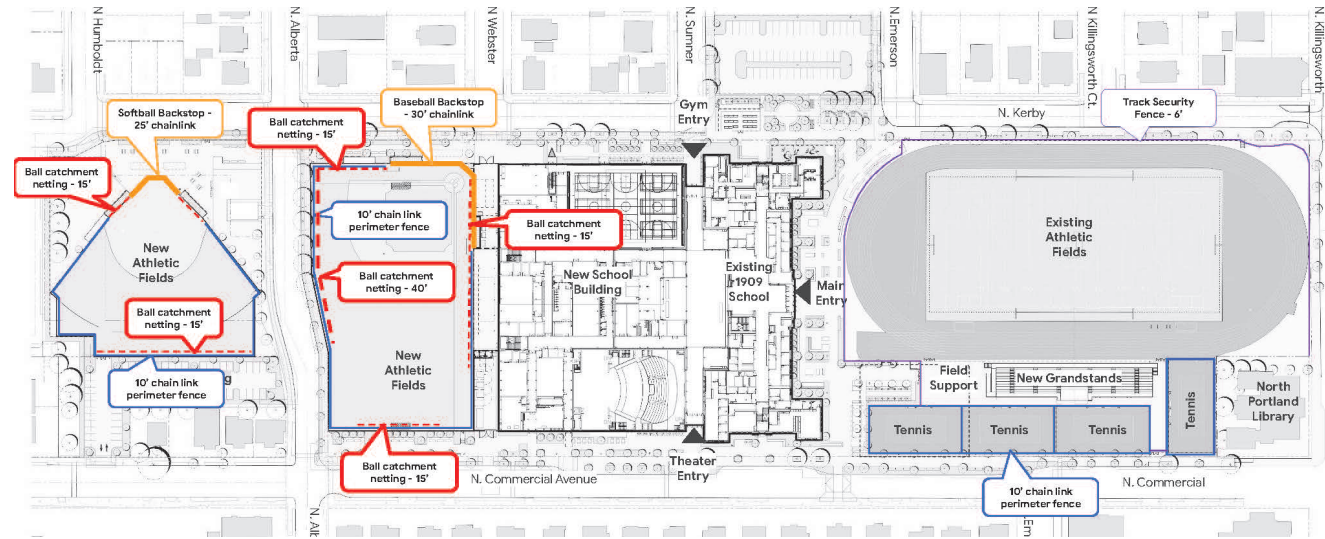 N Humboldt
N. Alberta
N Webster
N. Sumner
N.Emerson
N Killingsworth Ct.
N. Killingsworth
Softball Backstop -
25' chainlink
Baseball Backstop
- 30' chainlink
Ball catchment
netting - 15'
Gym
Entry
N. Kerby
Track Security
Fence - 6'
Ball catchment
netting - 15'
10' chain link
perimeter fence
Ball catchment
netting - 15'
New
Athletic
Fields
Ball catchment
netting - 40'
New School
Building
Existing
1909
School
Main
Entry
Existing
Athletic
Fields
Ball catchment
netting - 15'
10' chain link
perimeter fence
New
Athletic
Fields
Field
Support
New Grandstands
North
Portland
Library
Tennis
Tennis
Tennis
Tennis
Ball catchment
netting - 15'
Theater
Entry
N. Commercial Avenue
N. Commercial
10' chain link
perimeter fence
N. Alb
Em